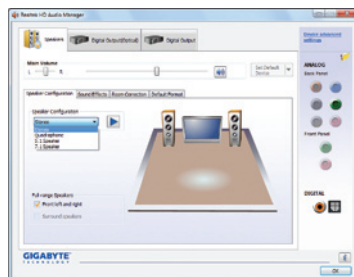 Realtek HD Audio Manager
Speakers
Digital Output(Optical)
Digital Output
Device advanced settings
Main Volume
L
R
Set Default Device
ANALOG
Back Panel
Speaker Configuration
Sound Effects
Room Correction
Default Format
Speaker Configuration
Stereo
Stereo
Quadraphonic
5.1 Speaker
7.1 Speaker
Front Panel
Full-range Speakers
Front left and right
Surround speakers
DIGITAL
GIGABYTE
TECHNOLOGY
OK